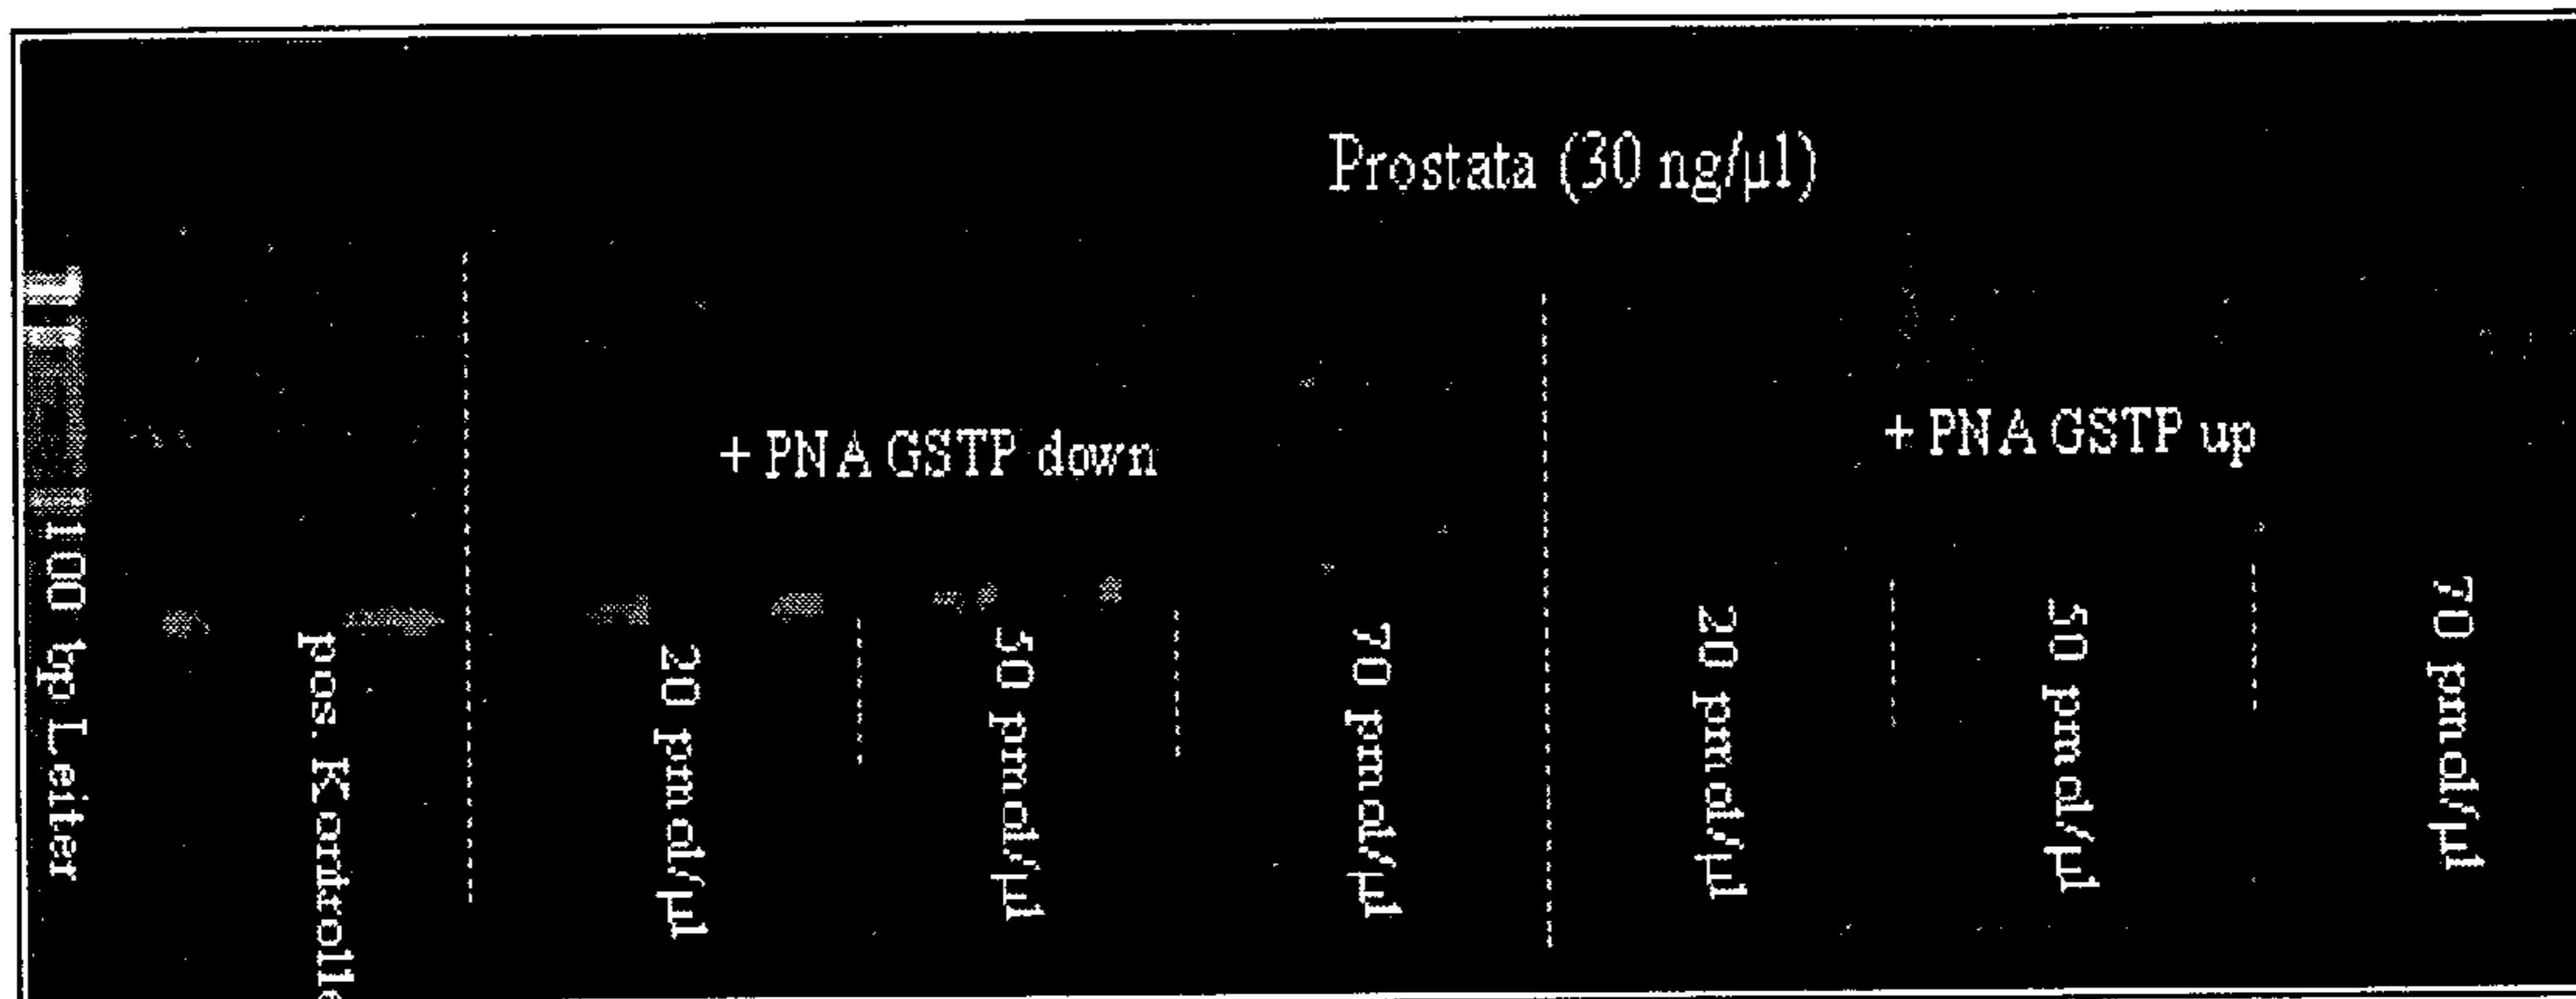 Prostata (30 ng/µl)
+ PNA GSTP down
+ PNA GSTP up
100 bp Leiter
pos. Kontrolle
20 pmol/µl
50 pmol/µl
70 pmol/µl
20 pmol/µl
50 pmol/µl
70 pmol/µl